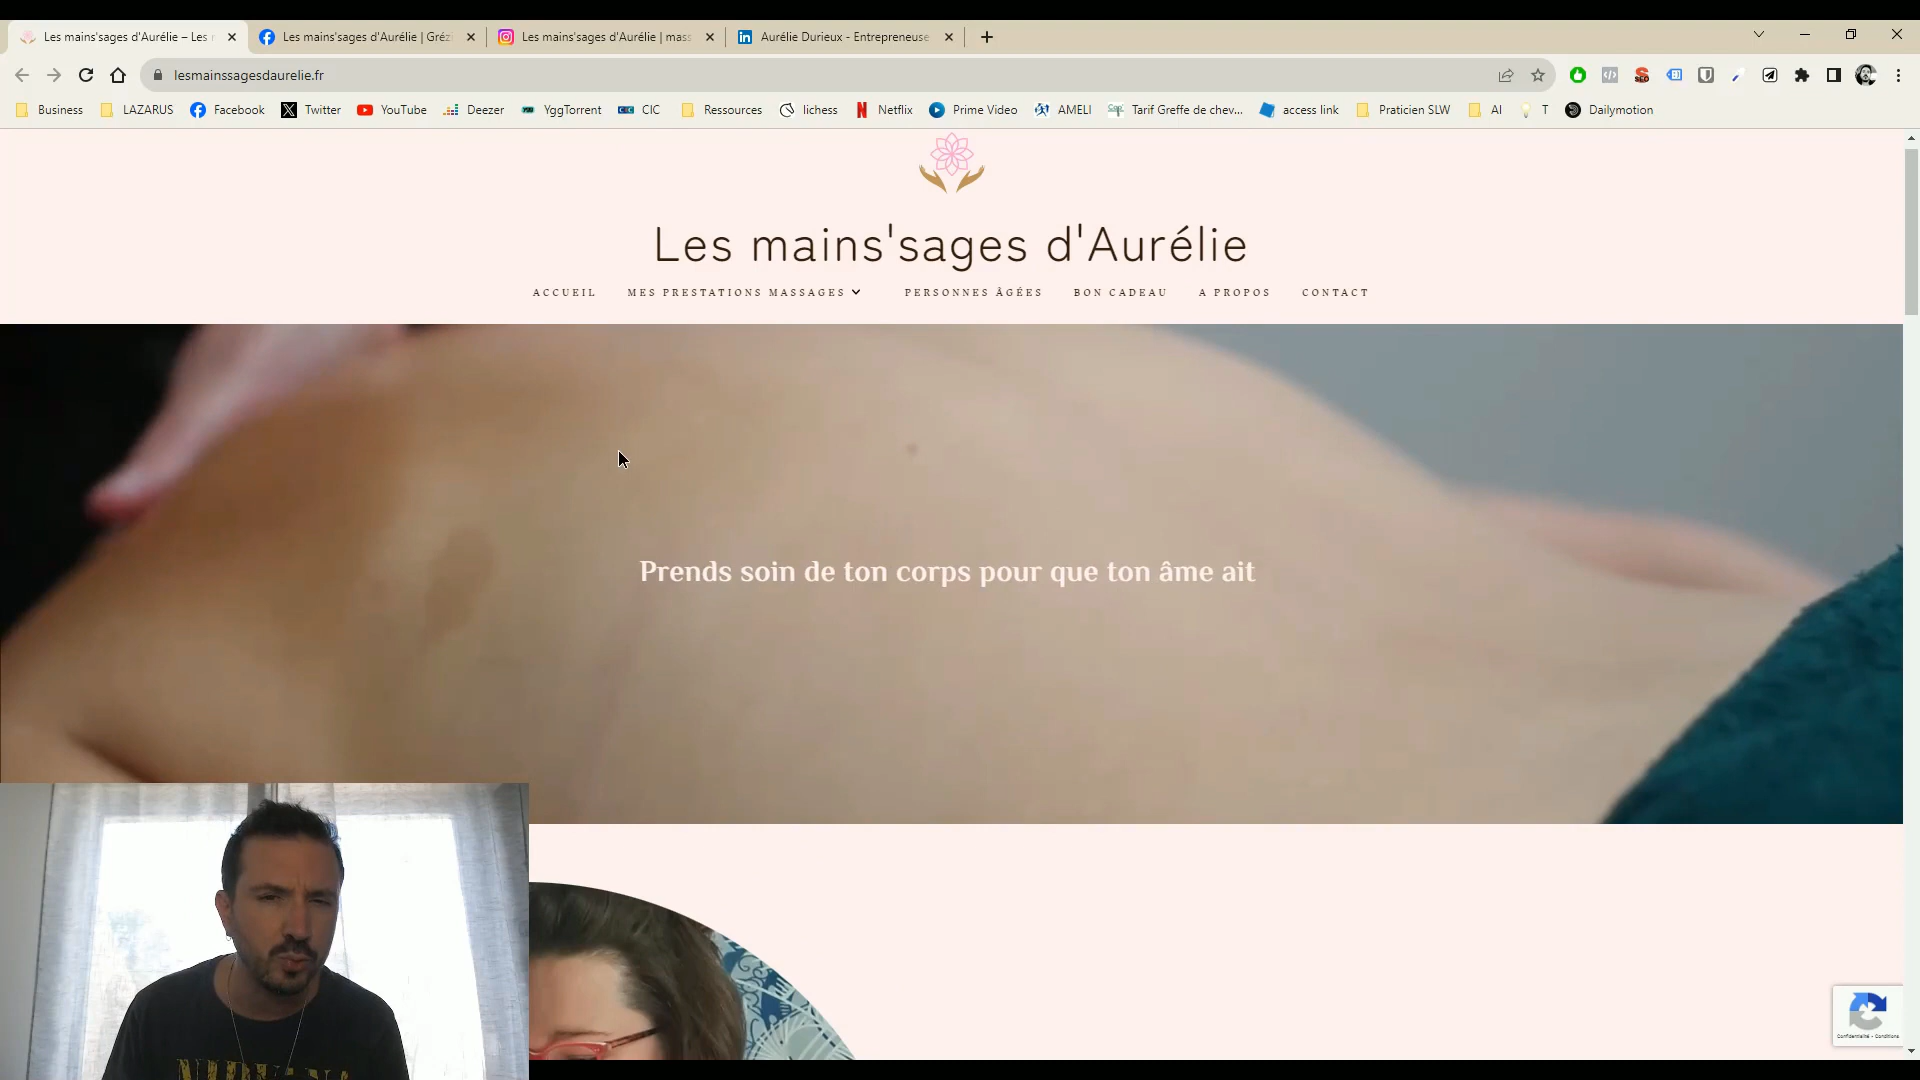 Les mains'sages d'Aurélie – Les
Les mains'sages d'Aurélie | Gréz
Les mains'sages d'Aurélie | mass
Aurélie Durieux - Entrepreneuse
lesmainssagesdaurelie.fr
Business
LAZARUS
Facebook
Twitter
YouTube
Deezer
YggTorrent
CIC
Ressources
lichess
Netflix
Prime Video
AMELI
Tarif Greffe de chev...
access link
Praticien SLW
AI
T
Dailymotion
Les mains'sages d'Aurélie
ACCUEIL
MES PRESTATIONS MASSAGES
PERSONNES ÂGÉES
BON CADEAU
A PROPOS
CONTACT
Prends soin de ton corps pour que ton âme ait
NIRVANA
Confidentialité - Conditions